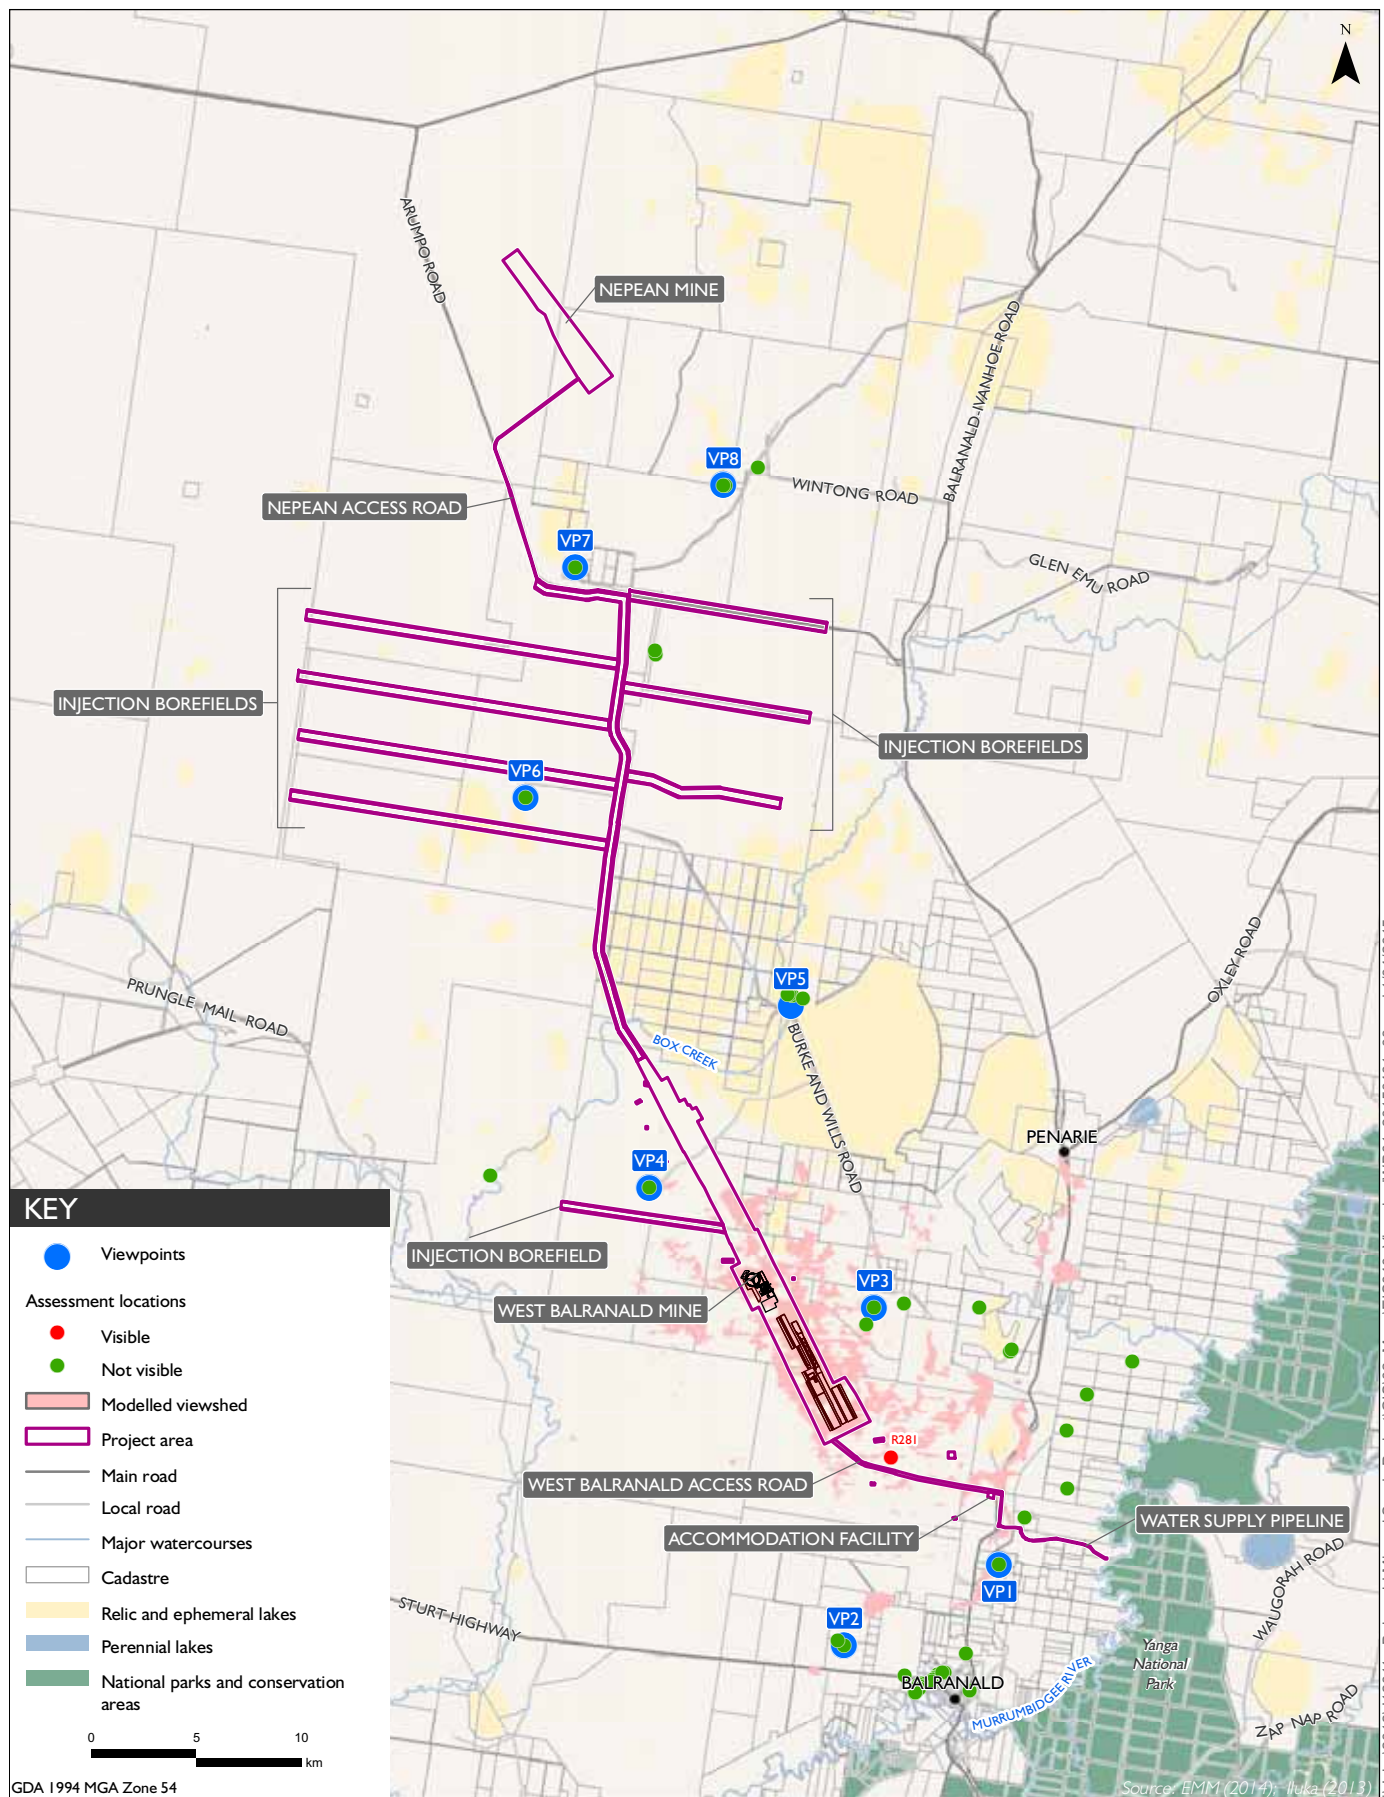 N
ARUMPO ROAD
NEPEAN MINE
BALRANALD-IVANHOE ROAD
VP8
WINTONG ROAD
NEPEAN ACCESS ROAD
VP7
GLEN EMU ROAD
INJECTION BOREFIELDS
INJECTION BOREFIELDS
VP6
OXLEY ROAD
VP5
PRUNGLE MAIL ROAD
BOX CREEK
BURKE AND WILLS ROAD
PENARIE
VP4
INJECTION BOREFIELD
VP3
WEST BALRANALD MINE
R281
WEST BALRANALD ACCESS ROAD
WATER SUPPLY PIPELINE
ACCOMMODATION FACILITY
VP1
WAUGORAH ROAD
STURT HIGHWAY
VP2
Yanga
National
Park
BALRANALD
MURRUMBIDGEE RIVER
ZAP NAP ROAD
KEY
Viewpoints
Assessment locations
Visible
Not visible
Modelled viewshed
Project area
Main road
Local road
Major watercourses
Cadastre
Relic and ephemeral lakes
Perennial lakes
National parks and conservation
areas
0 5 10
km
GDA 1994 MGA Zone 54
Source: EMM (2014); Iluka (2013)